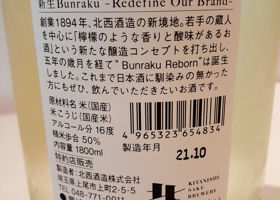 新生Bunraku -Redefine Our Brand-
創業1894年、北西酒造の新境地。若手の蔵人
を中心に「檸檬のような香りと酸味があるお
酒」という新たな醸造コンセプトを打ち出し、
五年の歳月を経て"Bunraku Reborn"は誕生
しました。これまで日本酒に馴染みの無かった
方にもぜひ、飲んでいただきたいお酒です。
原材料名 米(国産)
米こうじ(国産米)
アルコール分 16度
精米歩合 50%
内容量 1800ml
特約店販売
製造者 北西酒造株式会社
埼玉県上尾市上町2-5-5
TEL 048-771-0011
4965323654834
製造年月
21.10
KITANISHI
SAKE
BREWERY